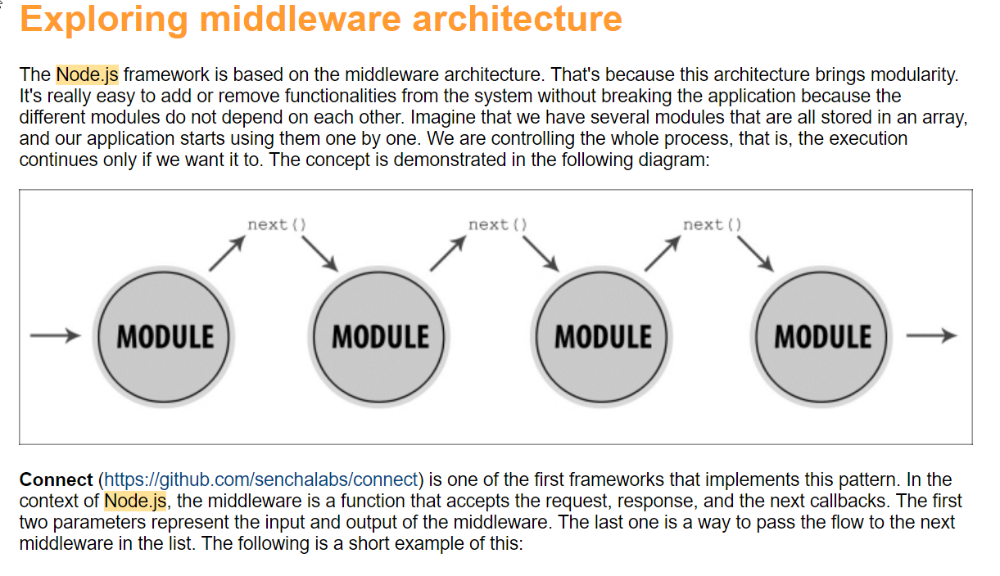 Exploring middleware architecture
The Node.js framework is based on the middleware architecture. That's because this architecture brings modularity.
It's really easy to add or remove functionalities from the system without breaking the application because the
different modules do not depend on each other. Imagine that we have several modules that are all stored in an array,
and our application starts using them one by one. We are controlling the whole process, that is, the execution
continues only if we want it to. The concept is demonstrated in the following diagram:
next() next() next()
MODULE MODULE MODULE MODULE
Connect (https://github.com/senchalabs/connect) is one of the first frameworks that implements this pattern. In the
context of Node.js, the middleware is a function that accepts the request, response, and the next callbacks. The first
two parameters represent the input and output of the middleware. The last one is a way to pass the flow to the next
middleware in the list. The following is a short example of this: